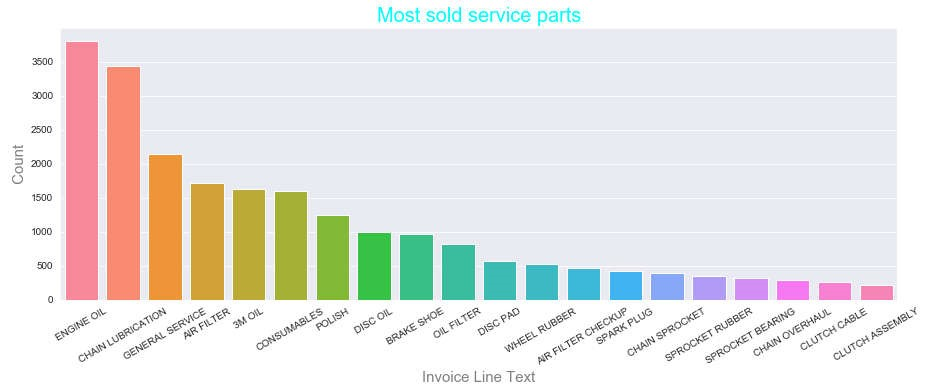 Most sold service parts
Count
3500
3000
2500
2000
1500
1000
500
0
ENGINE OIL
CHAIN LUBRICATION
GENERAL SERVICE
AIR FILTER
3M OIL
CONSUMABLES
POLISH
DISC OIL
BRAKE SHOE
OIL FILTER
DISC PAD
WHEEL RUBBER
AIR FILTER CHECKUP
SPARK PLUG
CHAIN SPROCKET
SPROCKET RUBBER
SPROCKET BEARING
CHAIN OVERHAUL
CLUTCH CABLE
CLUTCH ASSEMBLY
Invoice Line Text